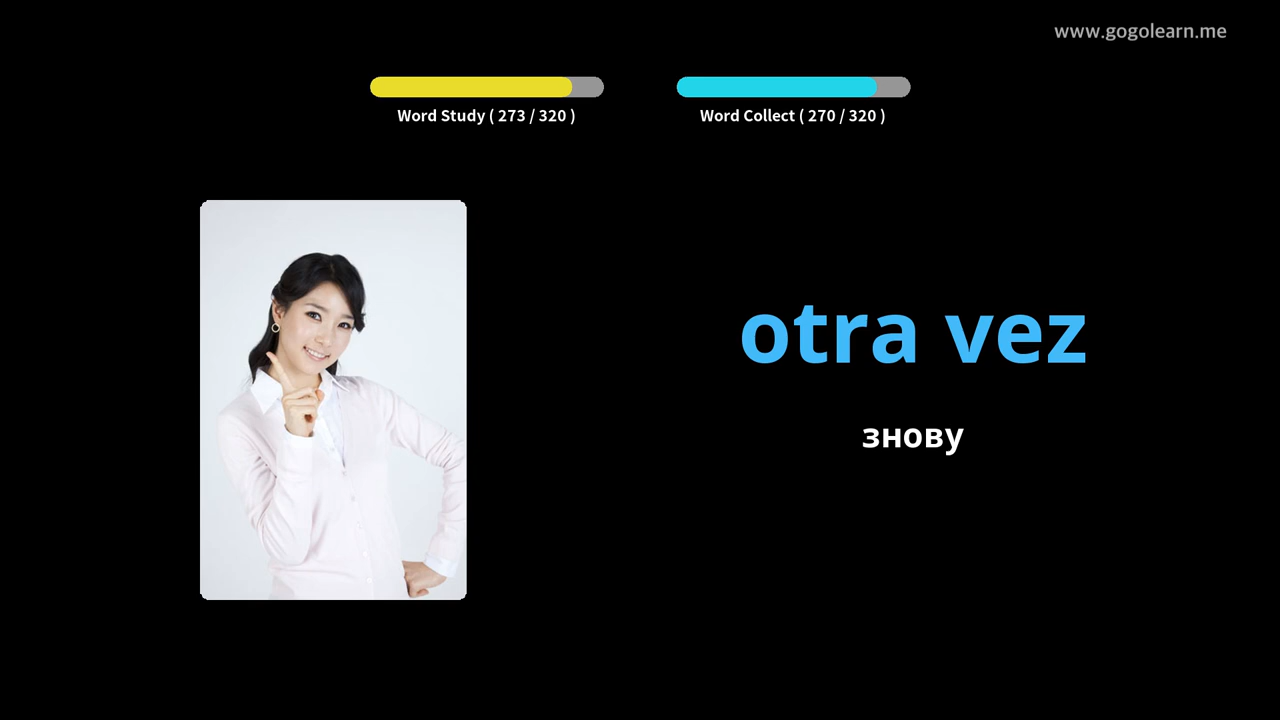 www.gogolearn.me
Word Study ( 273 / 320 )
Word Collect ( 270 / 320 )
otra vez
знову